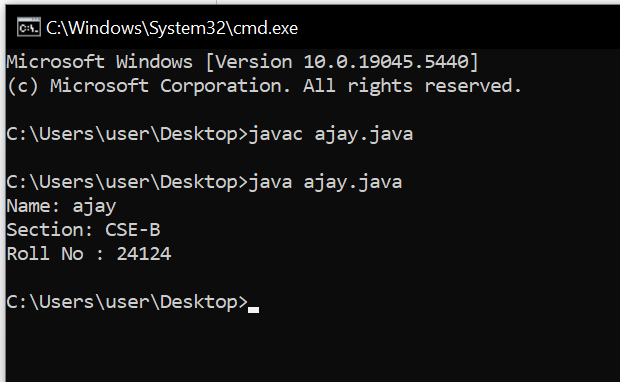 C:\Windows\System32\cmd.exe
Microsoft Windows [Version 10.0.19045.5440]
(c) Microsoft Corporation. All rights reserved.
C:\Users\user\Desktop>javac ajay.java
C:\Users\user\Desktop>java ajay.java
Name: ajay
Section: CSE-B
Roll No : 24124
C:\Users\user\Desktop>